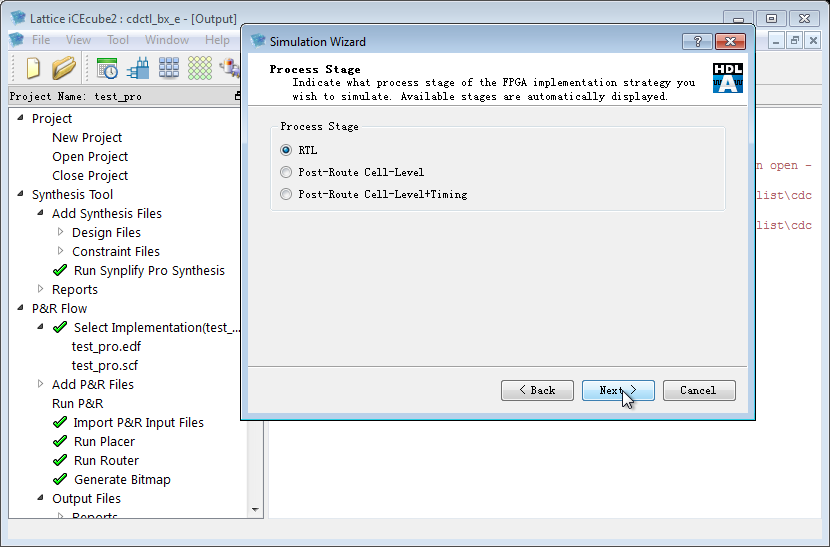 Lattice iCEcube2 : cdctl_bx_e - [Output]
File View Tool Window Help
Project Name: test_pro
Project
New Project
Open Project
Close Project
Synthesis Tool
Add Synthesis Files
Design Files
Constraint Files
Run Synplify Pro Synthesis
Reports
P&R Flow
Select Implementation(test_...
test_pro.edf
test_pro.scf
Add P&R Files
Run P&R
Import P&R Input Files
Run Placer
Run Router
Generate Bitmap
Output Files
Reports
Simulation Wizard
?
Process Stage
Indicate what process stage of the FPGA implementation strategy you
wish to simulate. Available stages are automatically displayed.
HDL
A
Process Stage
RTL
Post-Route Cell-Level
Post-Route Cell-Level+Timing
< Back Next > Cancel
n open -
list\cdc
list\cdc